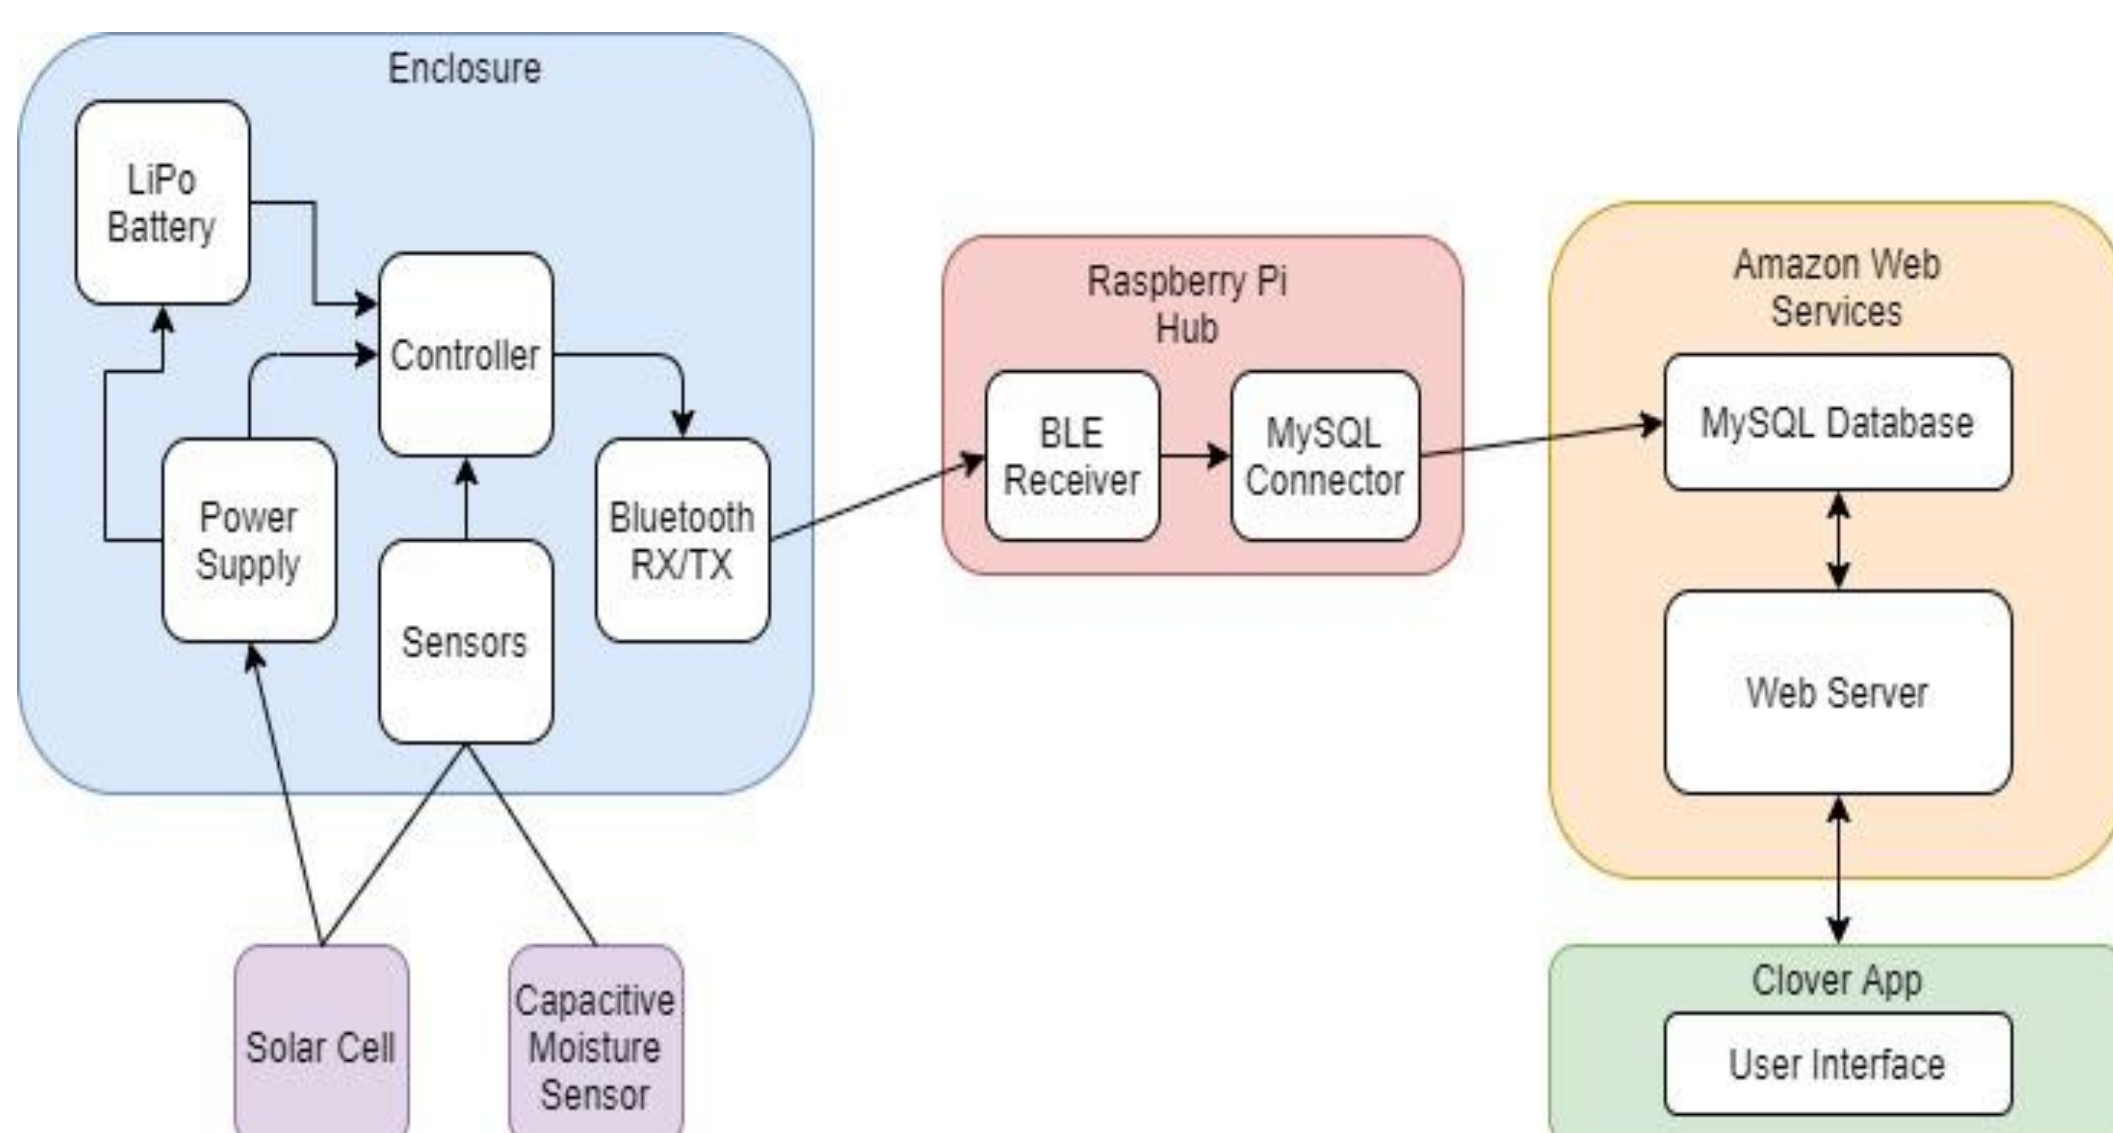 Enclosure
LiPo
Battery
Controller
Power
Supply
Sensors
Bluetooth
RX/TX
Solar Cell
Capacitive
Moisture
Sensor
Raspberry Pi
Hub
BLE
Receiver
MySQL
Connector
Amazon Web
Services
MySQL Database
Web Server
Clover App
User Interface